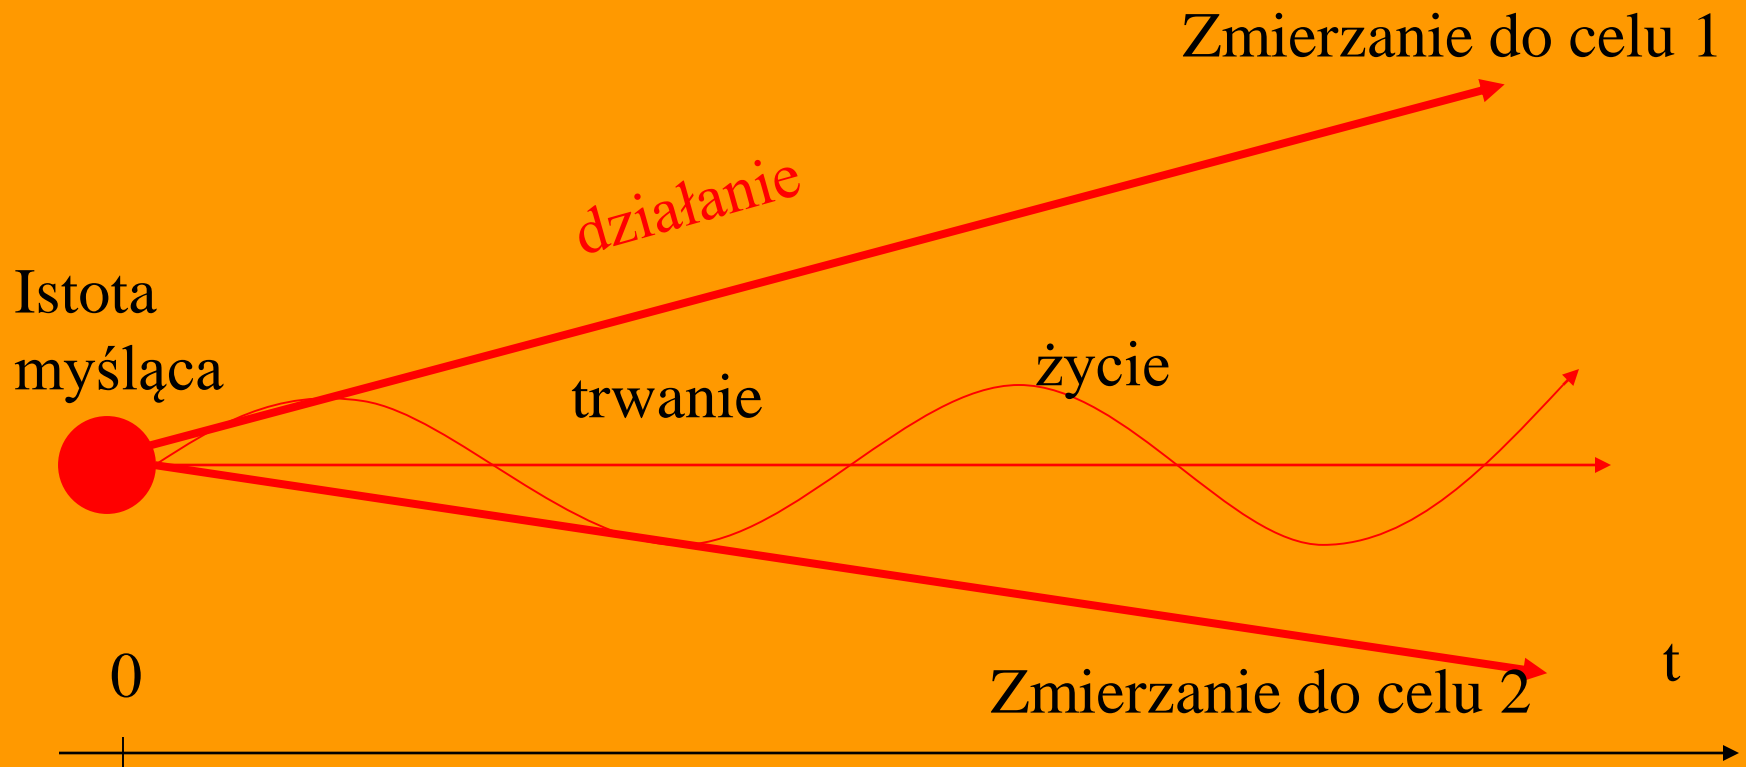 Zmierzanie do celu 1
działanie
Istota
myśląca
życie
trwanie
0
t
Zmierzanie do celu 2